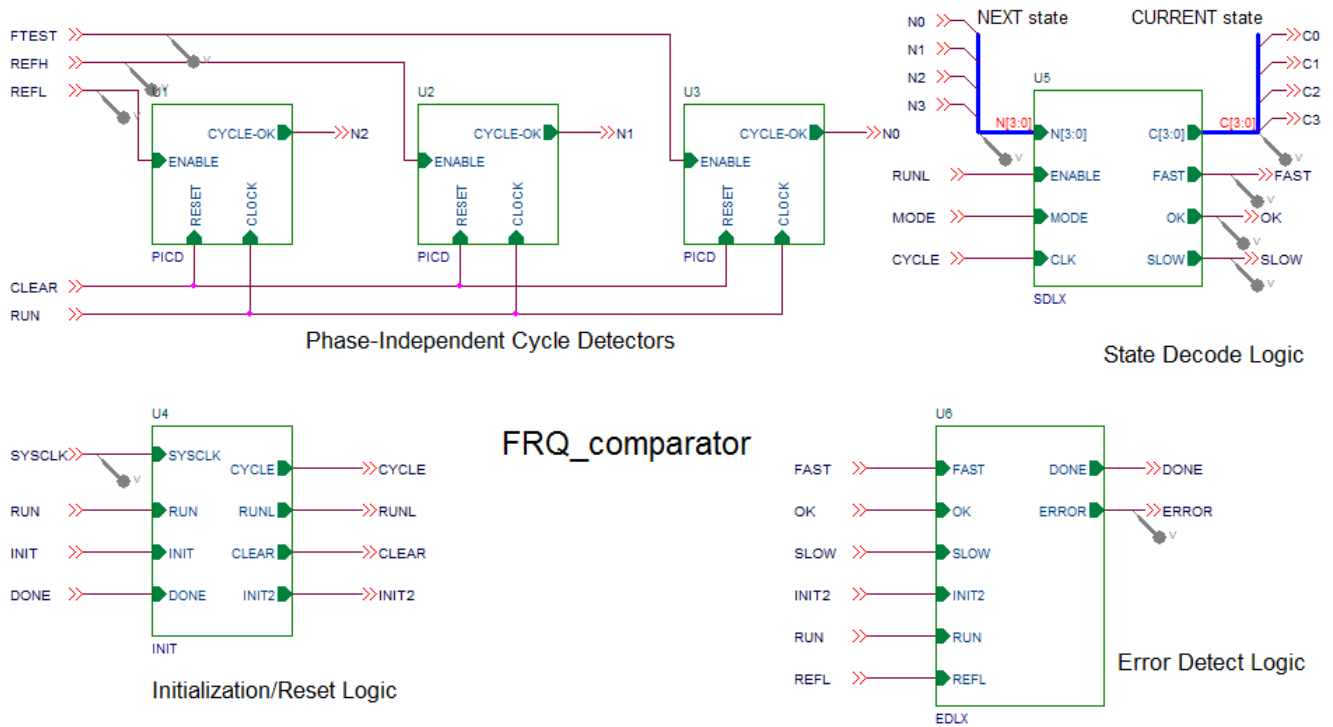 FTEST
REFH
REFL
U1
CYCLE-OK
ENABLE
RESET
CLOCK
PICD
N2
U2
CYCLE-OK
ENABLE
RESET
CLOCK
PICD
N1
U3
CYCLE-OK
ENABLE
RESET
CLOCK
PICD
N0
CLEAR
RUN
V
V
V
Phase-Independent Cycle Detectors
N0
N1
N2
N3
NEXT state
CURRENT state
C0
C1
C2
C3
U5
N[3:0]
N[3:0]
C[3:0]
C[3:0]
V
V
RUNL
ENABLE
FAST
FAST
V
MODE
MODE
OK
OK
V
CYCLE
CLK
SLOW
SLOW
V
SDLX
State Decode Logic
U4
SYSCLK
SYSCLK
V
CYCLE
CYCLE
RUN
RUN
RUNL
RUNL
INIT
INIT
CLEAR
CLEAR
DONE
DONE
INIT2
INIT2
INIT
Initialization/Reset Logic
FRQ_comparator
U6
FAST
FAST
DONE
DONE
OK
OK
ERROR
ERROR
V
SLOW
SLOW
INIT2
INIT2
RUN
RUN
REFL
REFL
EDLX
Error Detect Logic